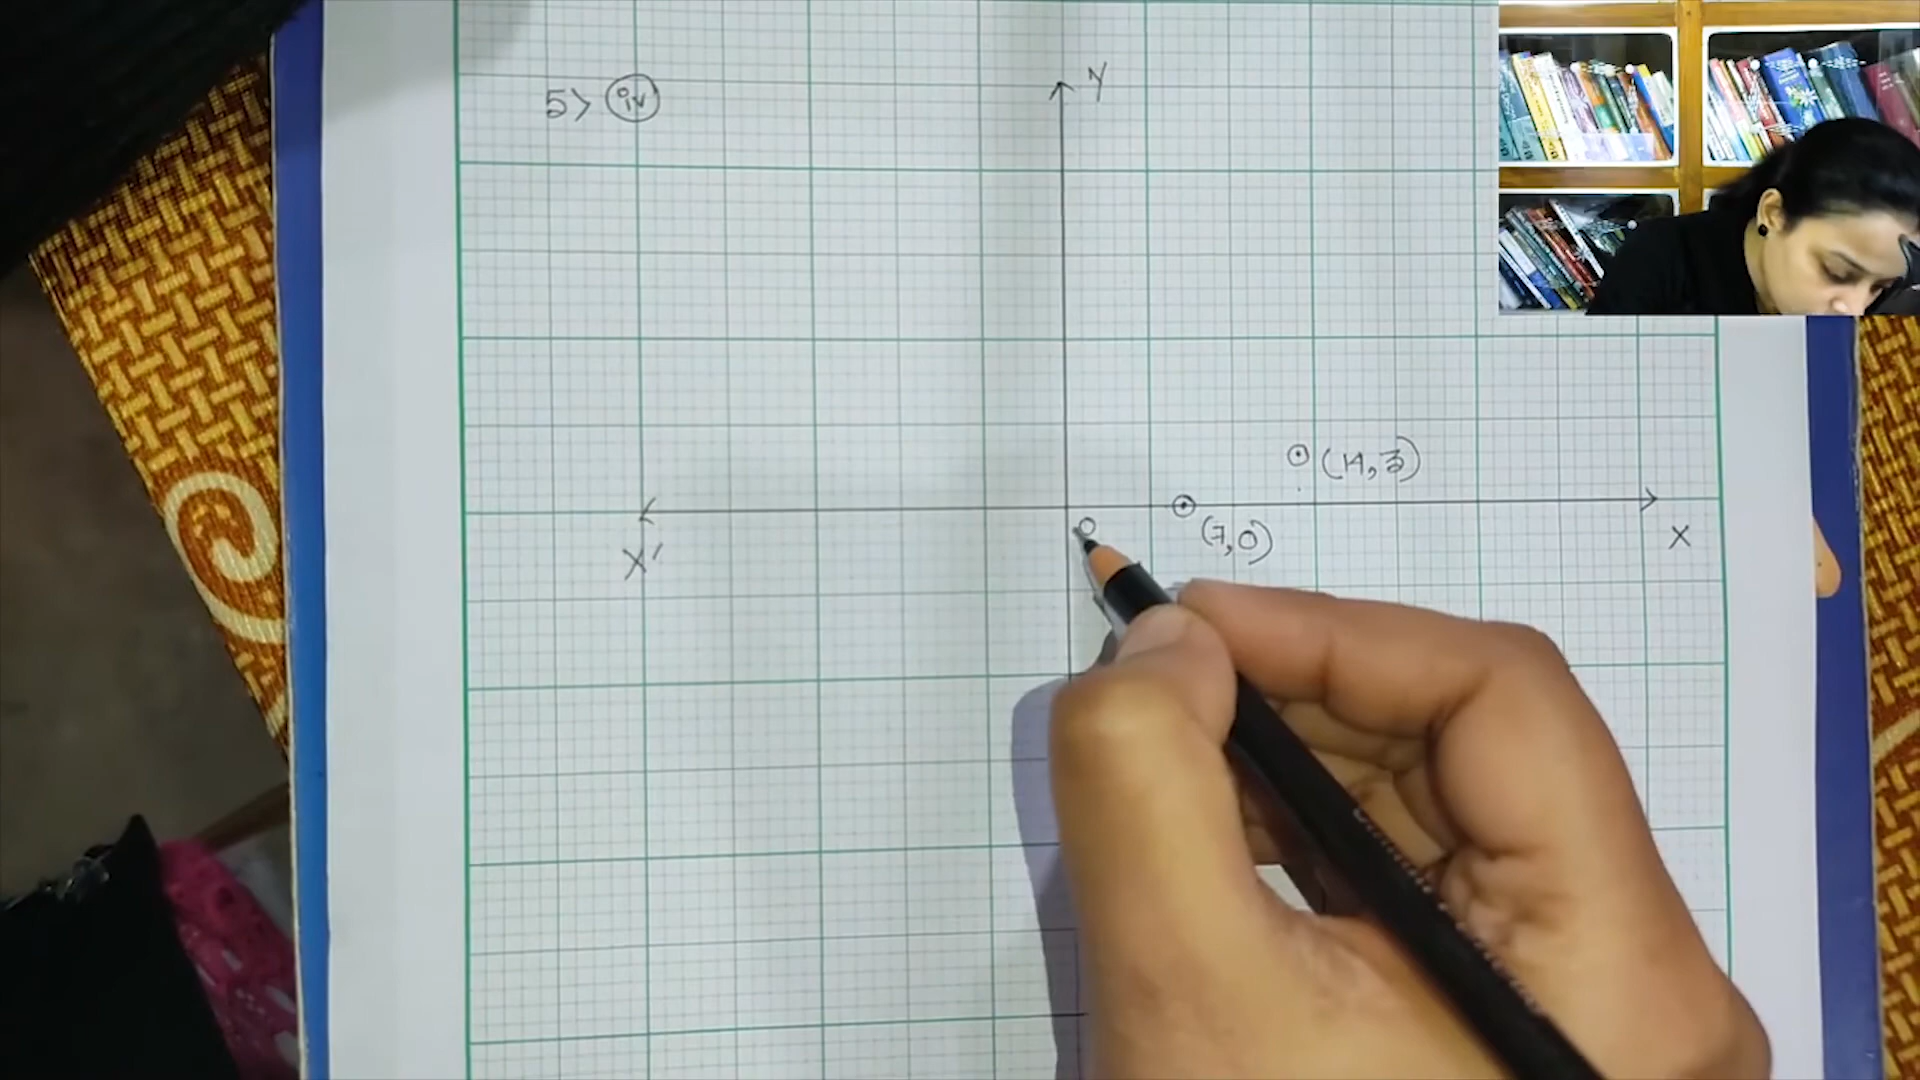 5> (iv)
Y
(14,3)
O
(7,0)
X
X'